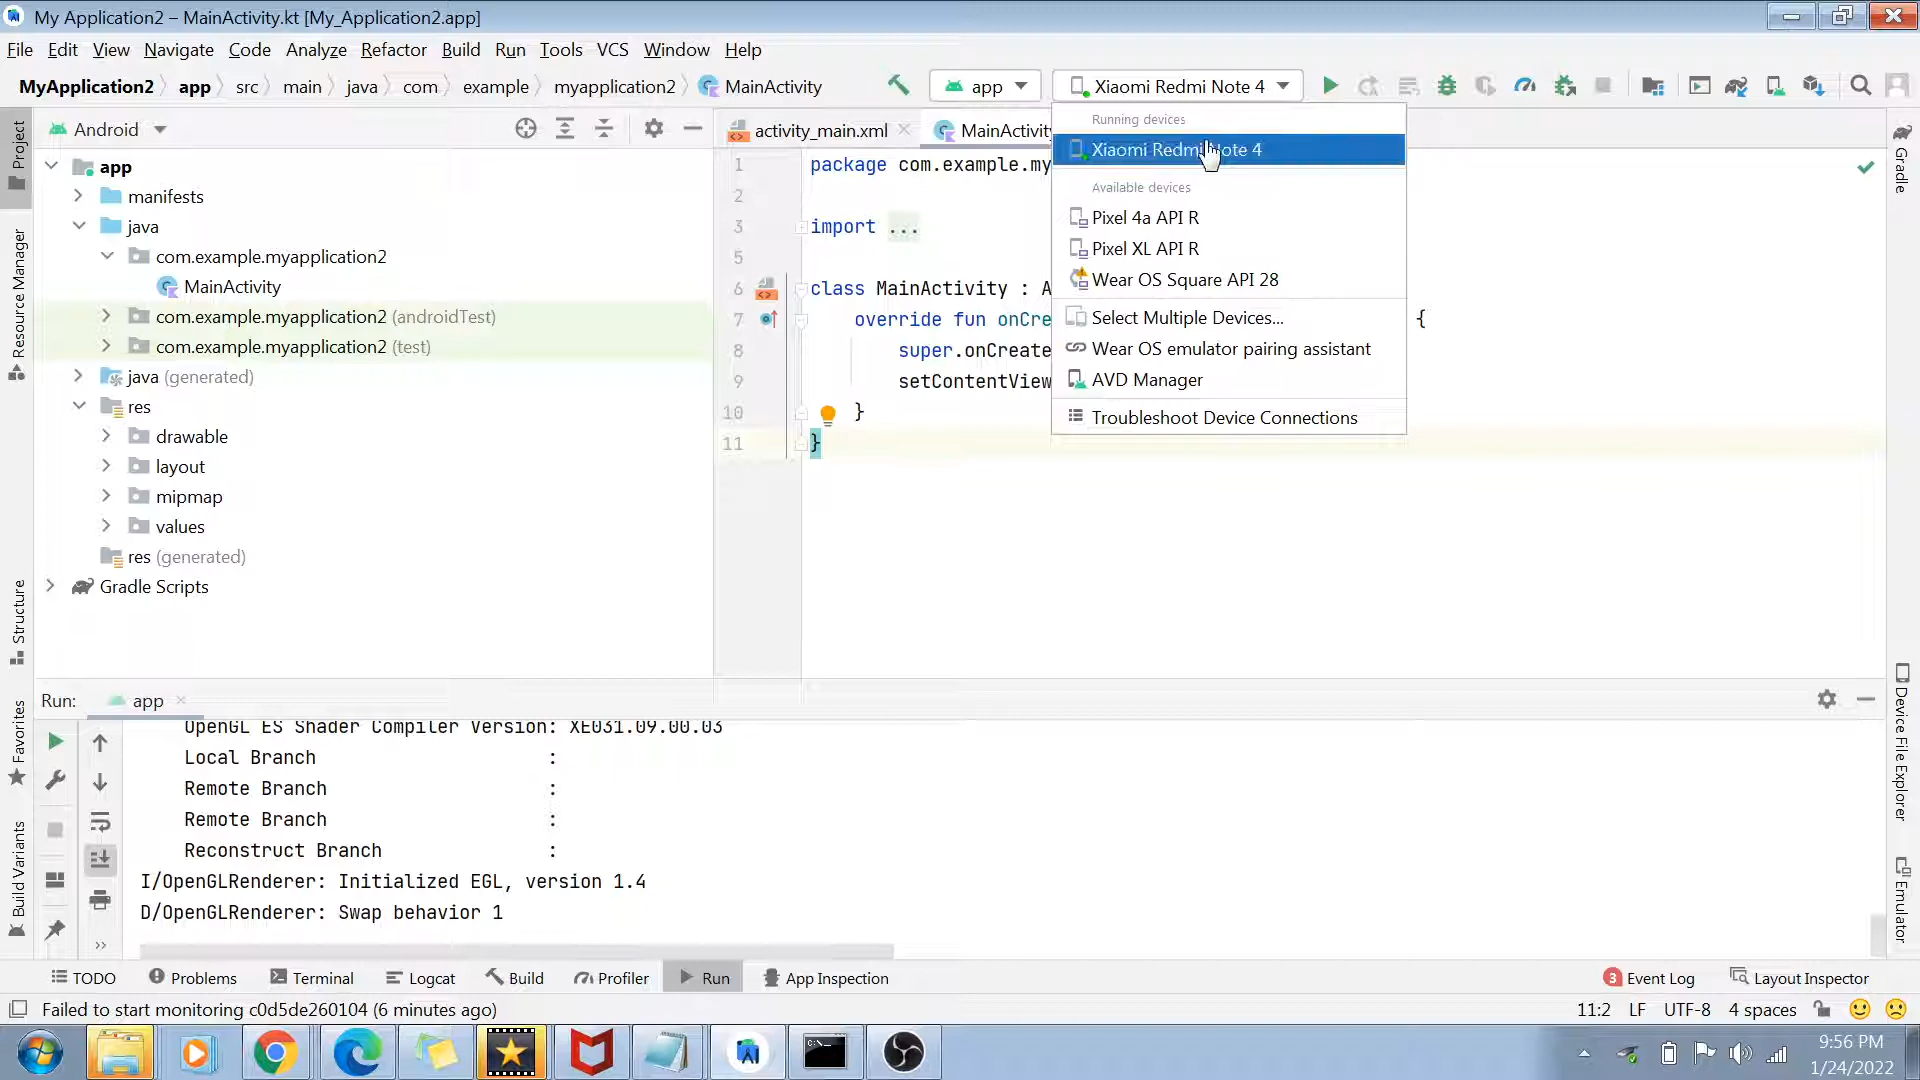 My Application2 – MainActivity.kt [My_Application2.app]
File Edit View Navigate Code Analyze Refactor Build Run Tools VCS Window Help
MyApplication2 app src main java com example myapplication2 MainActivity
app
Xiaomi Redmi Note 4
Android
activity_main.xml
MainActivity
Running devices
Xiaomi Redmi Note 4
Available devices
Pixel 4a API R
Pixel XL API R
Wear OS Square API 28
Select Multiple Devices...
Wear OS emulator pairing assistant
AVD Manager
Troubleshoot Device Connections
app
manifests
java
com.example.myapplication2
MainActivity
com.example.myapplication2 (androidTest)
com.example.myapplication2 (test)
java (generated)
res
drawable
layout
mipmap
values
res (generated)
Gradle Scripts
1 package com.example.my
2
3 import ...
5
6 class MainActivity : A
7 override fun onCre {
8 super.onCreate
9 setContentView
10 }
11 }
Project
Resource Manager
Structure
Favorites
Build Variants
Gradle
Device File Explorer
Emulator
Run: app
OpenGL ES Shader Compiler Version: XE031.09.00.03
Local Branch :
Remote Branch :
Remote Branch :
Reconstruct Branch :
I/OpenGLRenderer: Initialized EGL, version 1.4
D/OpenGLRenderer: Swap behavior 1
TODO Problems Terminal Logcat Build Profiler Run App Inspection 3 Event Log Layout Inspector
Failed to start monitoring c0d5de260104 (6 minutes ago) 11:2 LF UTF-8 4 spaces
C:\_
9:56 PM
1/24/2022